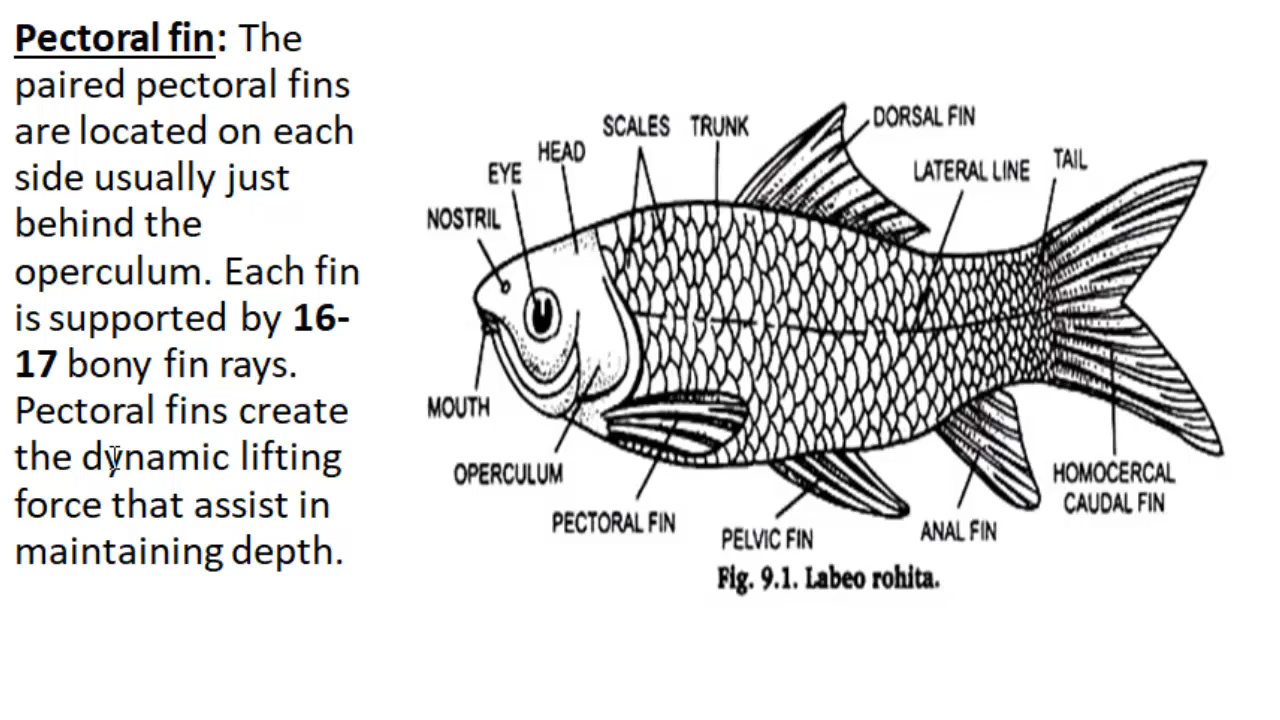 Pectoral fin: The
paired pectoral fins
are located on each
side usually just
behind the
operculum. Each fin
is supported by 16-
17 bony fin rays.
Pectoral fins create
the dynamic lifting
force that assist in
maintaining depth.
DORSAL FIN
SCALES TRUNK
HEAD
LATERAL LINE
TAIL
EYE
NOSTRIL
MOUTH
OPERCULUM
HOMOCERCAL
CAUDAL FIN
PECTORAL FIN
PELVIC FIN
ANAL FIN
Fig. 9.1. Labeo rohita.